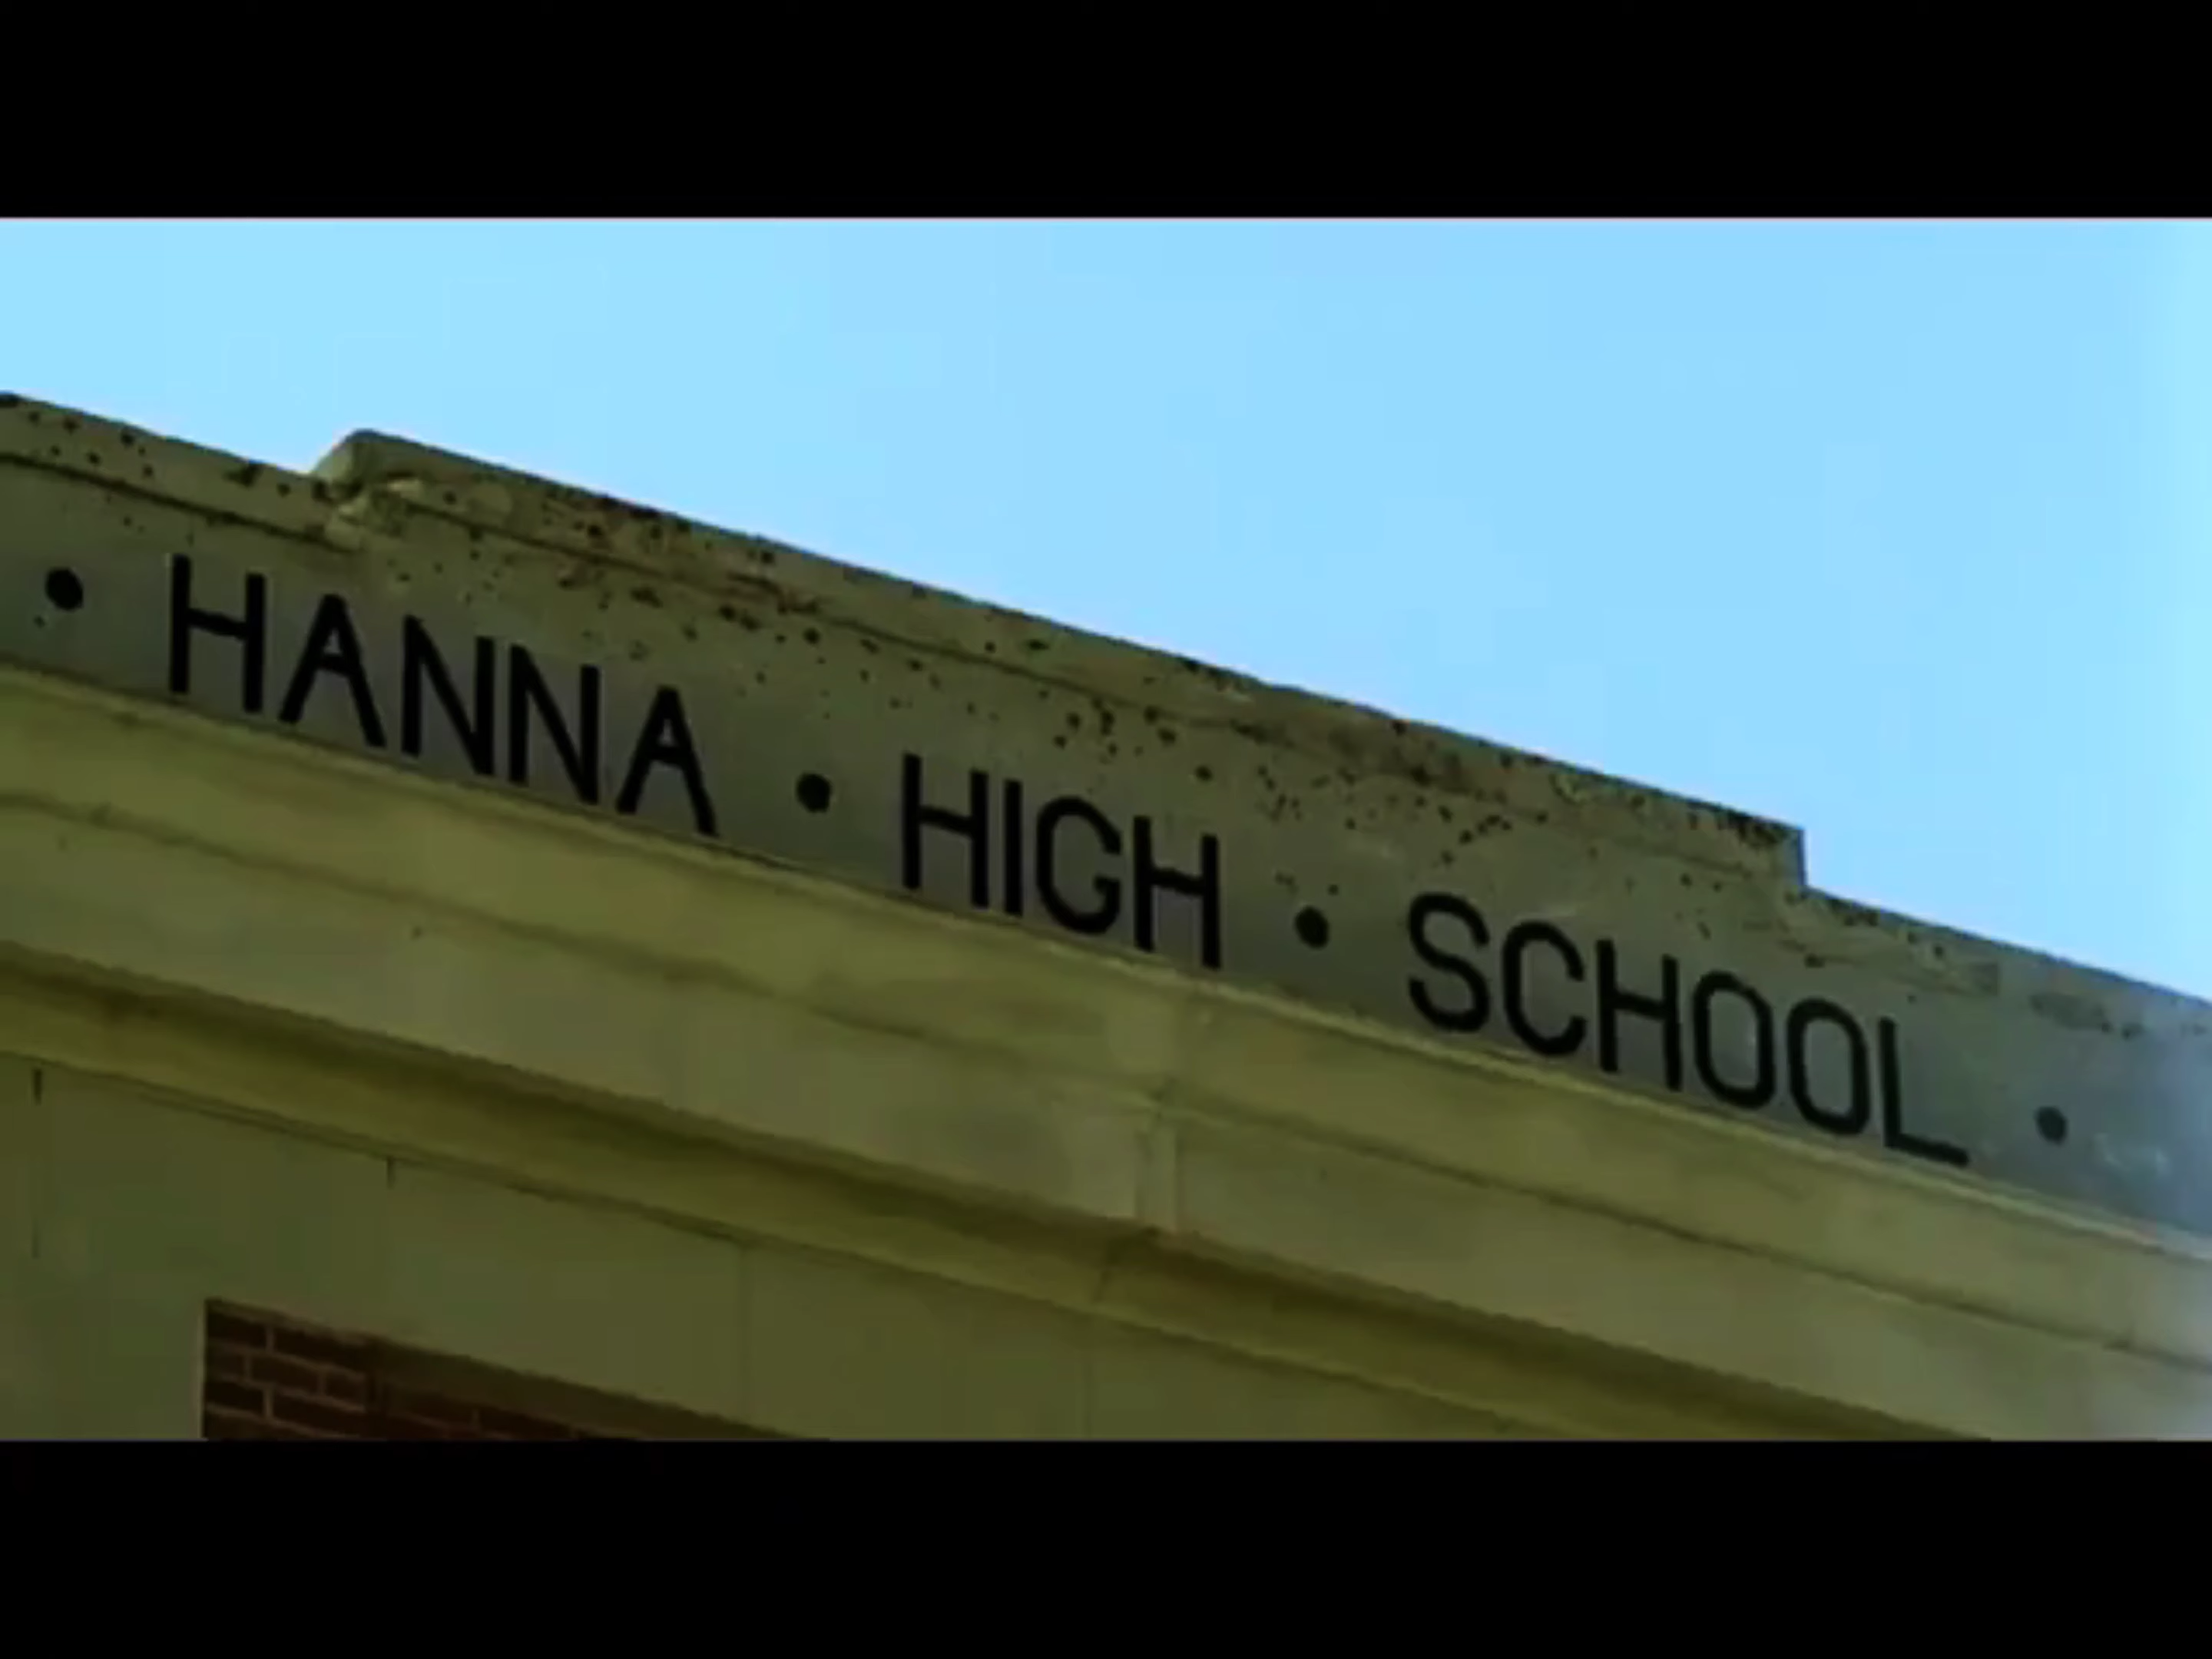 • HANNA • HIGH • SCHOOL •